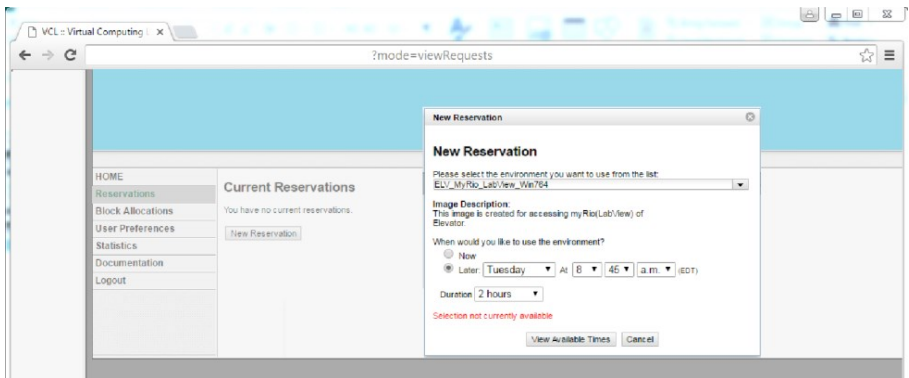 VCL :: Virtual Computing L
?mode=viewRequests
New Reservation
New Reservation
Please select the environment you want to use from the list:
ELV_MyRio_LabView_Win764
Image Description:
This image is created for accessing myRio(LabView) of
Elevator.
When would you like to use the environment?
Now
Later: Tuesday At 8 45 a.m. (EDT)
Duration 2 hours
Selection not currently available
View Available Times Cancel
HOME
Reservations
Block Allocations
User Preferences
Statistics
Documentation
Logout
Current Reservations
You have no current reservations.
New Reservation